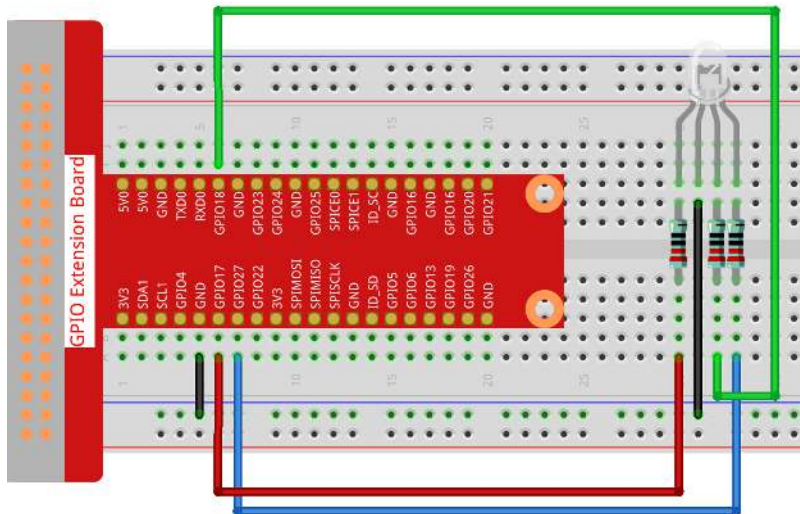 GPIO Extension Board
1
5
10
15
20
25
J
5V0
5V0
GND
TXD0
RXD0
GPIO18
GND
GPIO23
GPIO24
GND
GPIO25
SPICE0
SPICE1
ID_SC
GND
GPIO16
GND
GPIO16
GPIO20
GPIO21
3V3
SDA1
SCL1
GPIO4
GND
GPIO17
GPIO27
GPIO22
3V3
SPIMOSI
SPIMISO
SPISCLK
GND
ID_SD
GPIO5
GPIO6
GPIO13
GPIO19
GPIO26
GND
B
A
1
10
15
20
25